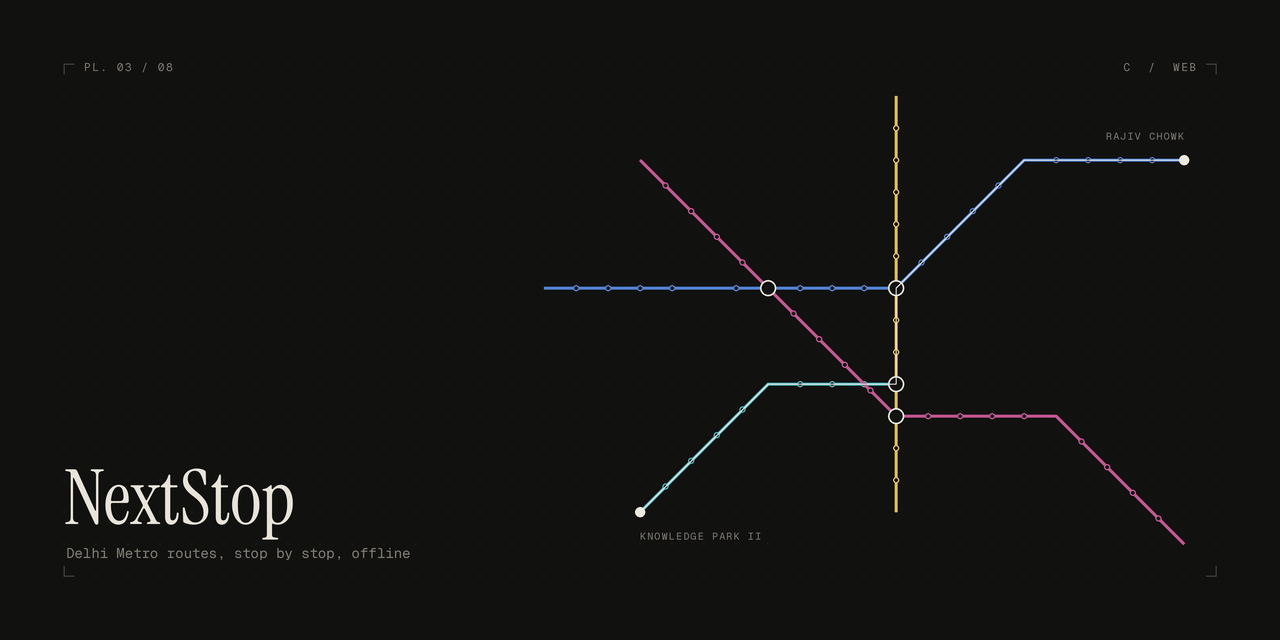 PL. 03 / 08
C / WEB
RAJIV CHOWK
KNOWLEDGE PARK II
NextStop
Delhi Metro routes, stop by stop, offline